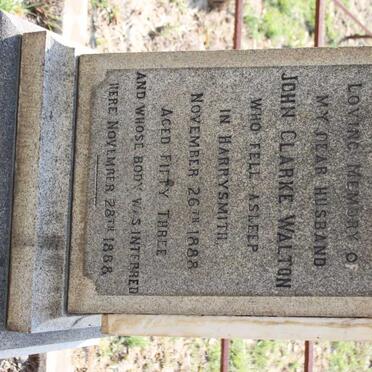 LOVING MEMORY OF
MY DEAR HUSBAND
JOHN CLARKE WALTON
WHO FELL ASLEEP
IN HARRYSMITH
NOVEMBER 26TH 1888
AGED FIFTY THREE
AND WHOSE BODY WAS INTERRED
HERE NOVEMBER 28TH 1888.